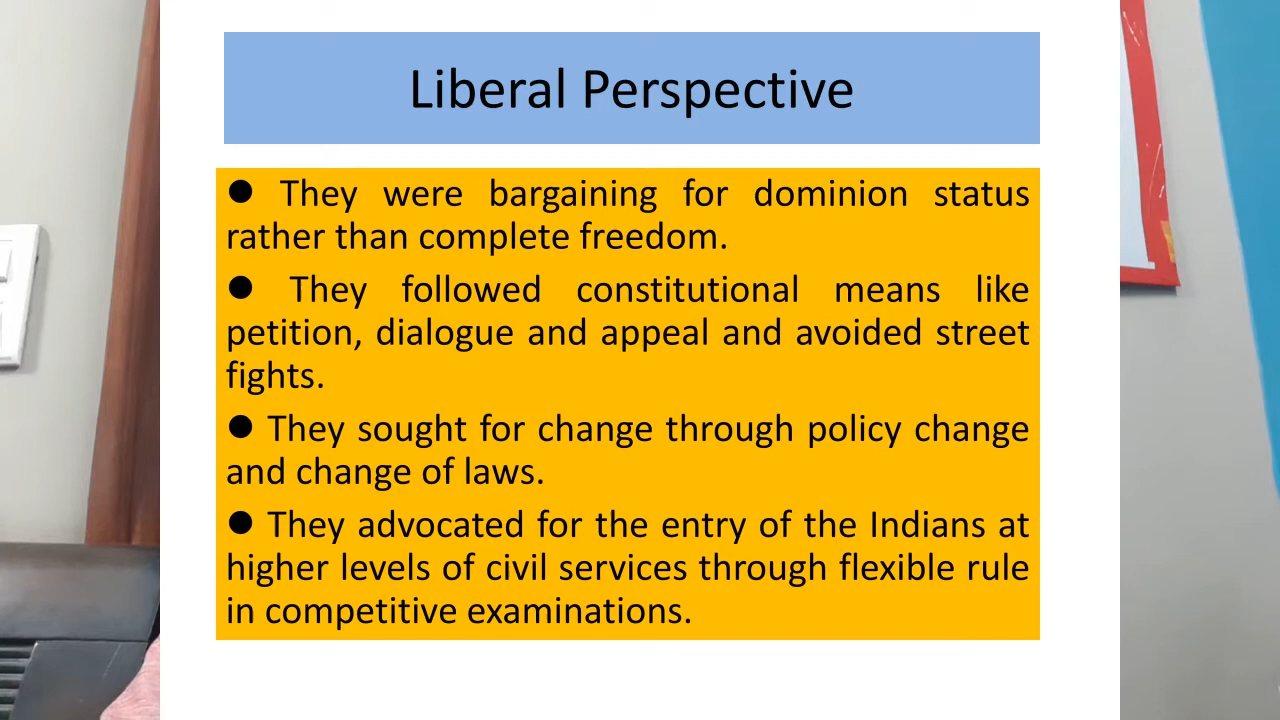 Liberal Perspective
● They were bargaining for dominion status
rather than complete freedom.
● They followed constitutional means like
petition, dialogue and appeal and avoided street
fights.
● They sought for change through policy change
and change of laws.
● They advocated for the entry of the Indians at
higher levels of civil services through flexible rule
in competitive examinations.